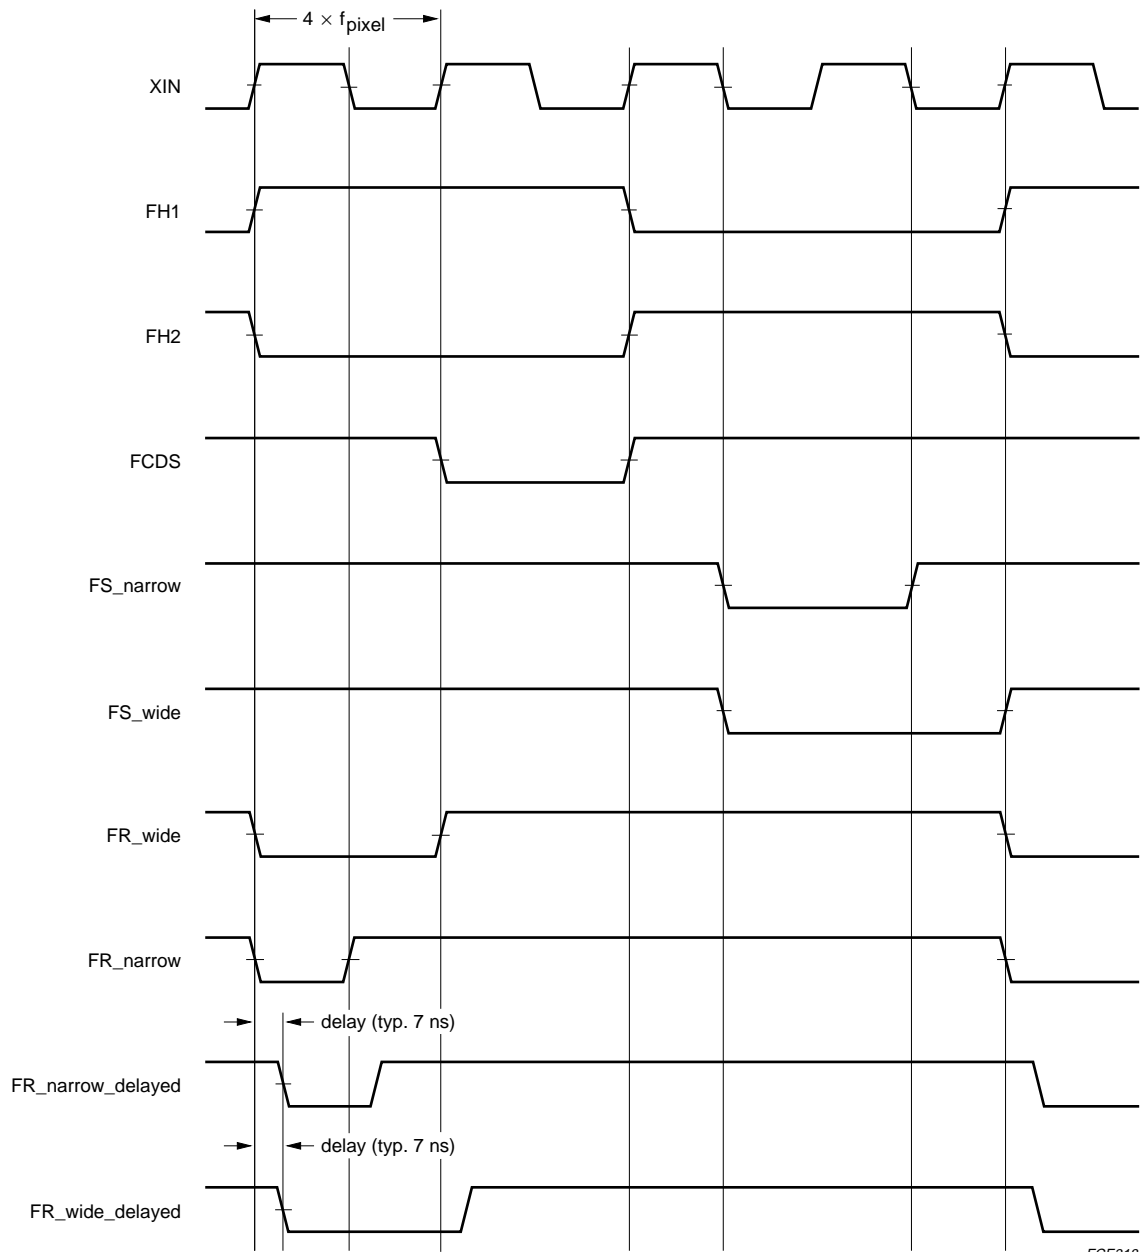 4 × fpixel
XIN
FH1
FH2
FCDS
FS_narrow
FS_wide
FR_wide
FR_narrow
delay (typ. 7 ns)
FR_narrow_delayed
delay (typ. 7 ns)
FR_wide_delayed